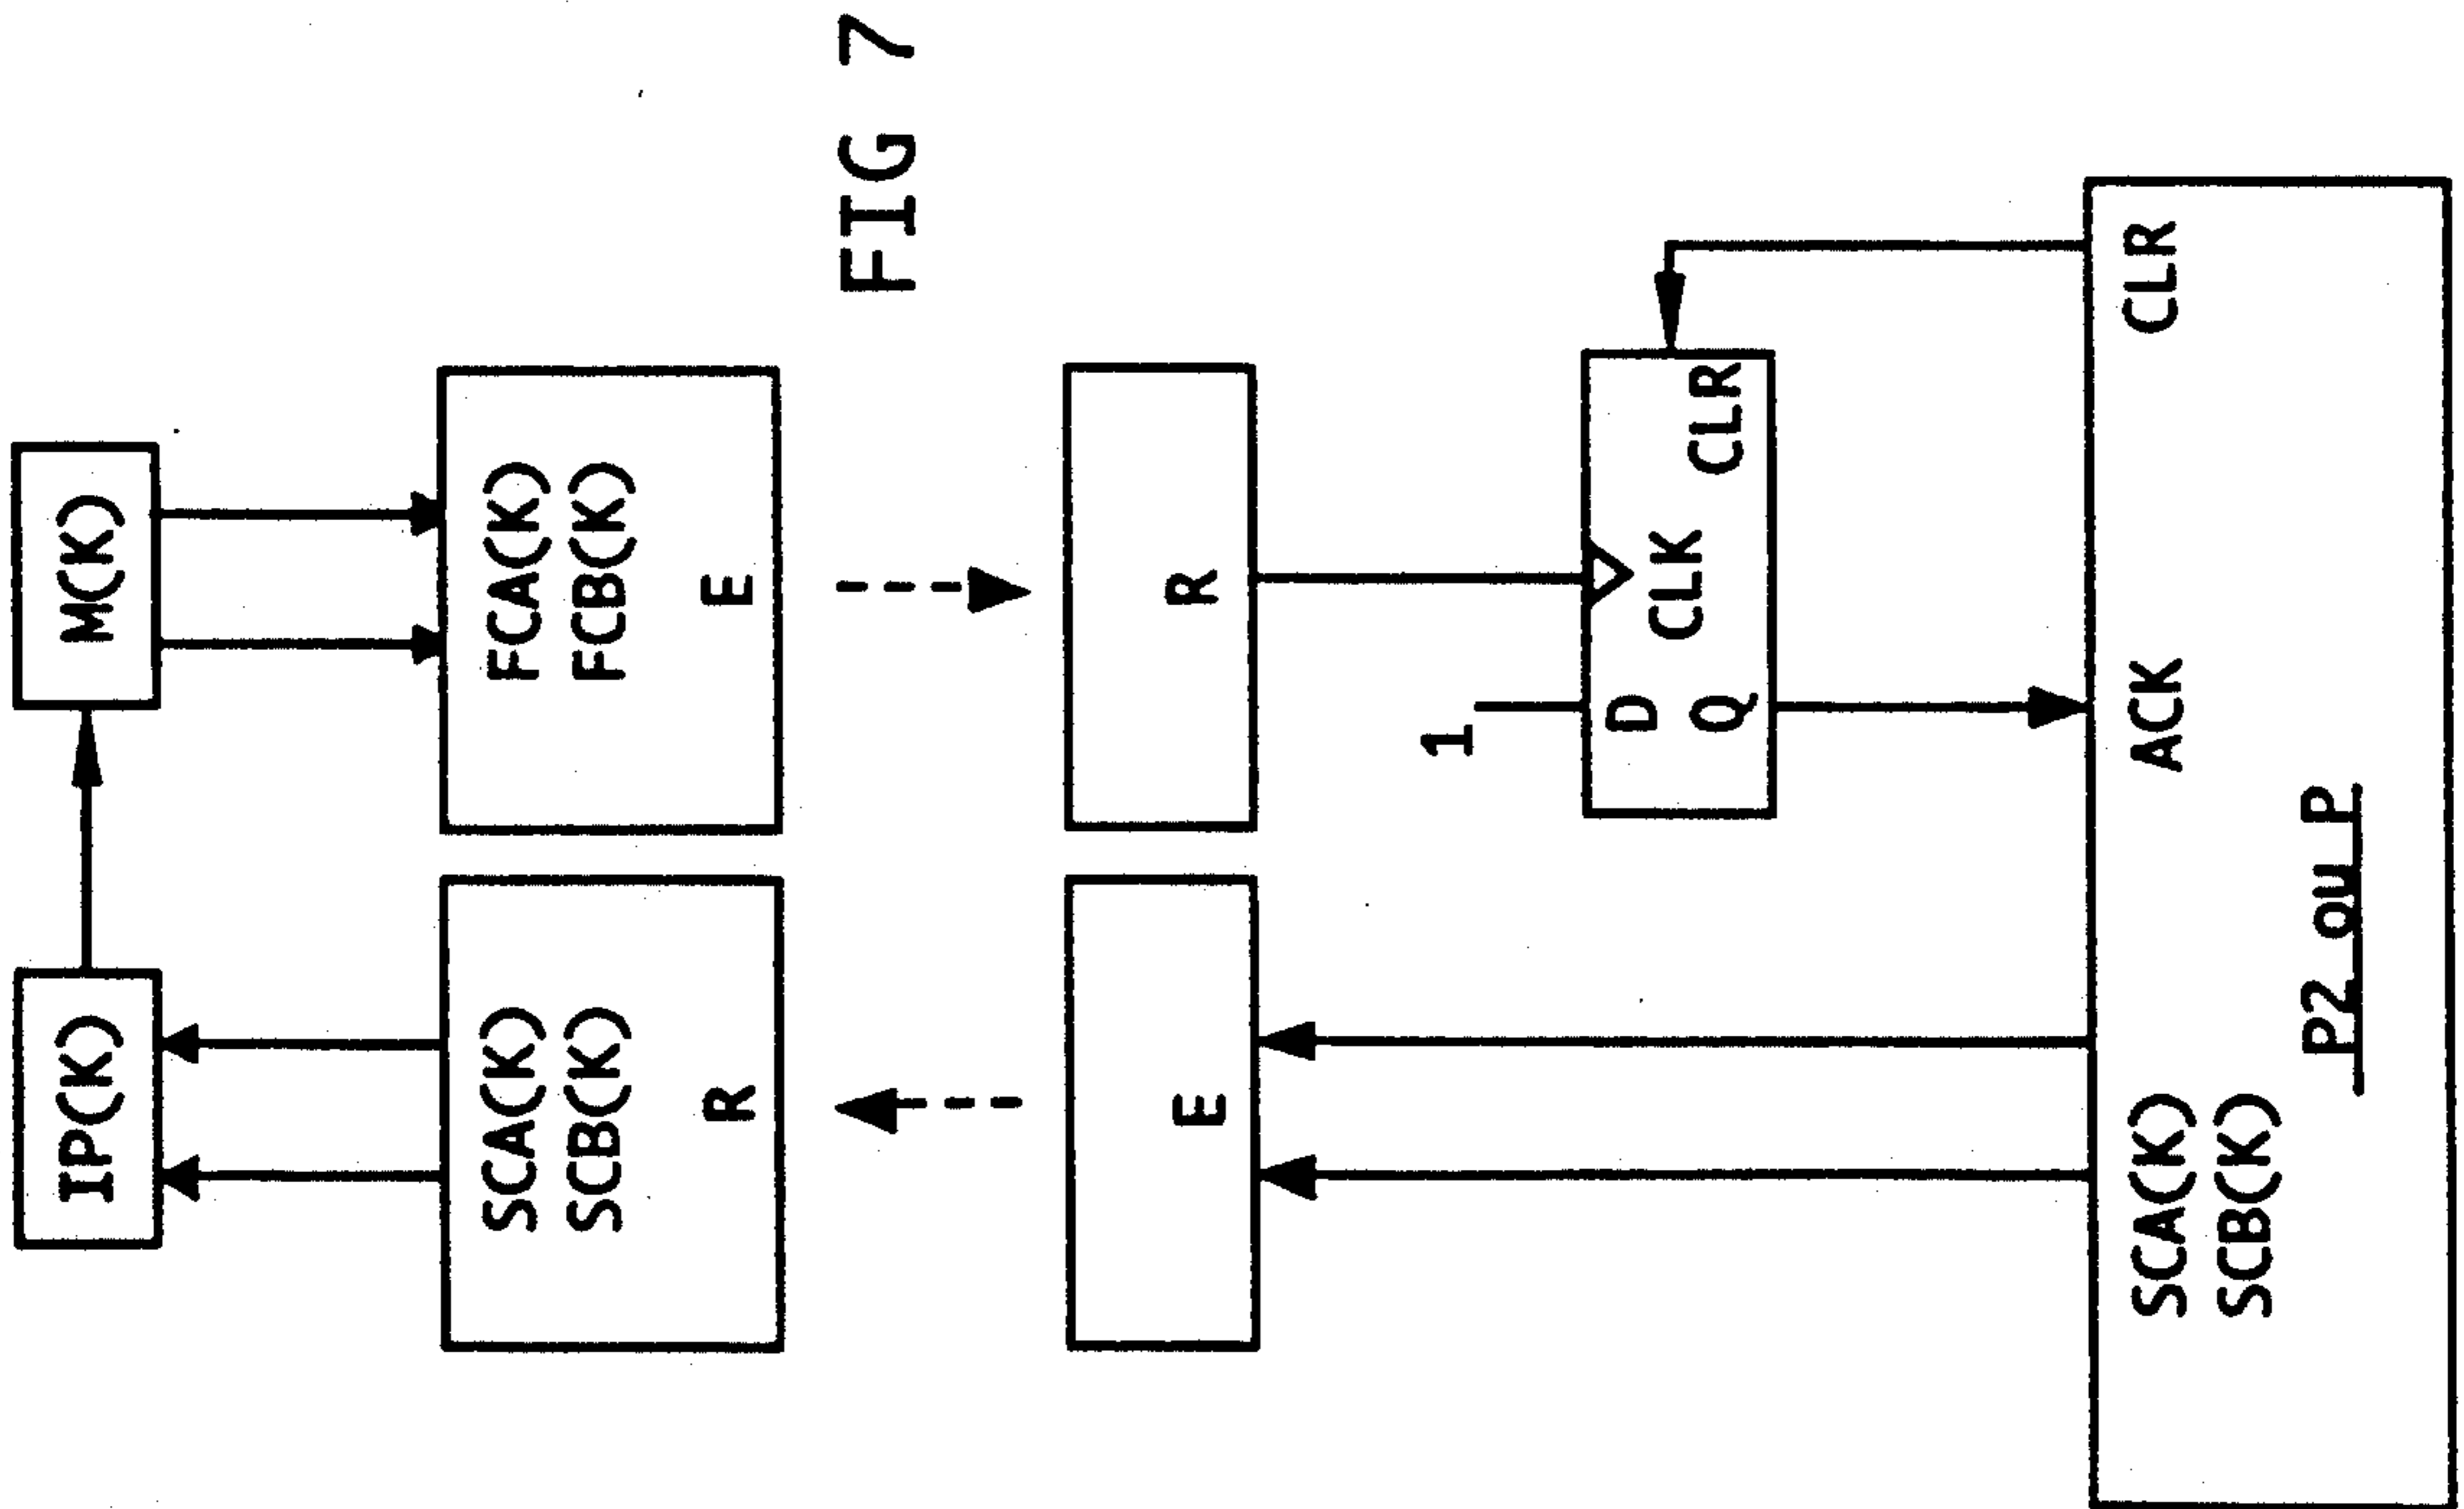 FIG 7
IP(K)
M(K)
SCA(K)
SCB(K)
R
FCA(K)
FCB(K)
E
E
R
1
D
CLK
Q
CLR
SCA(K)
SCB(K)
ACK
CLR
P2 ou P